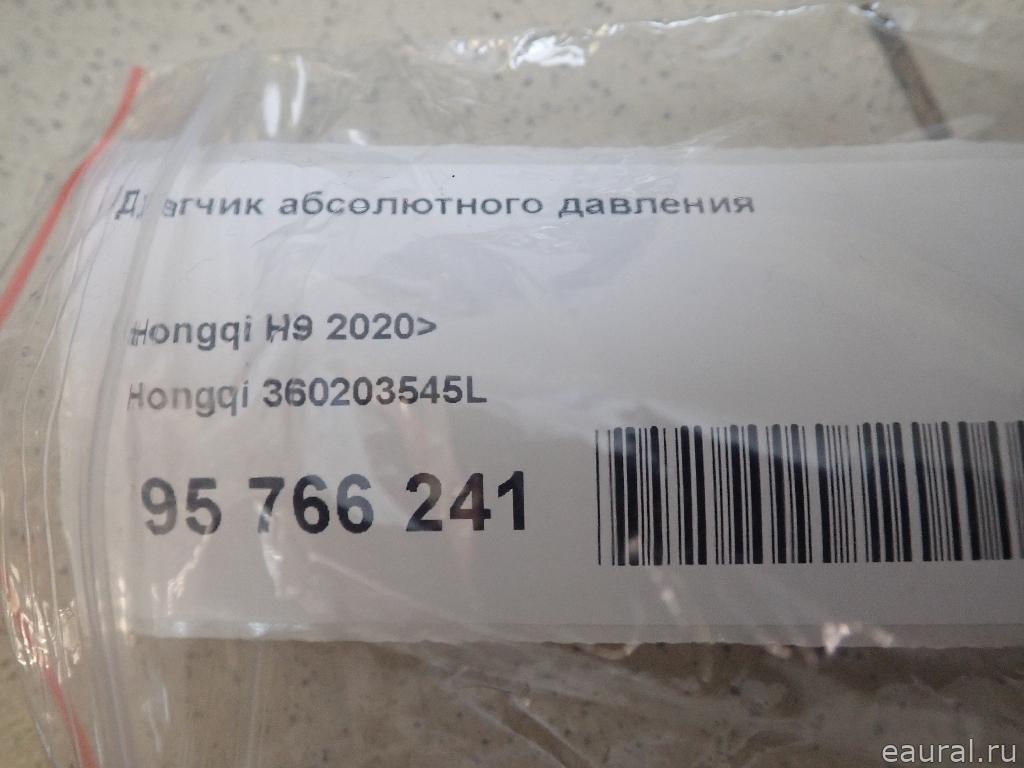 Датчик абсолютного давления
Hongqi H9 2020>
Hongqi 360203545L
95 766 241
eaural.ru